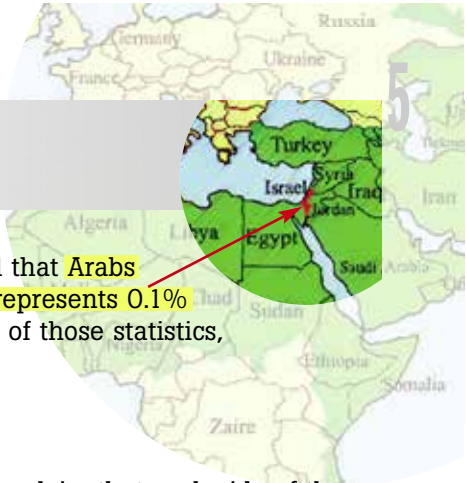 Russia
Germany
Ukraine
France
5
Turkey
Syria
Israel
Iraq
Iran
Jordan
Algeria
Libya
Egypt
Saudi Arabia
that Arabs
represents 0.1%
Chad
Sudan
of those statistics,
Nigeria
Ethiopia
Somalia
Zaire